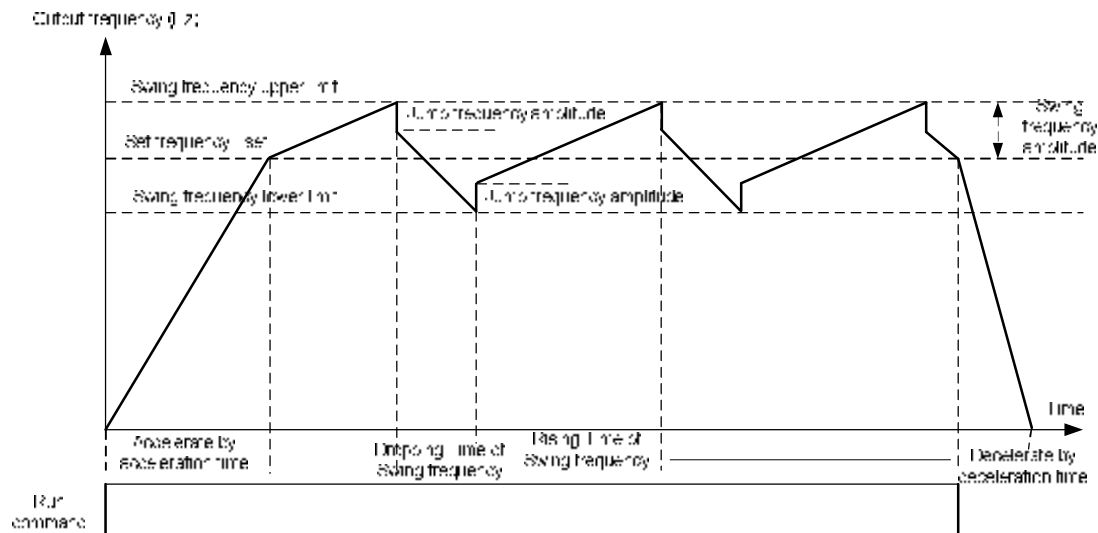 Output frequency (Hz)
Swing frequency upper limit
Jump frequency amplitude
Swing
frequency
amplitude
Set frequency Fset
Swing frequency lower limit
Jump frequency amplitude
Time
Accelerate by
acceleration time
Dropping Time of
Swing frequency
Rising Time of
Swing frequency
Decelerate by
deceleration time
Run
command